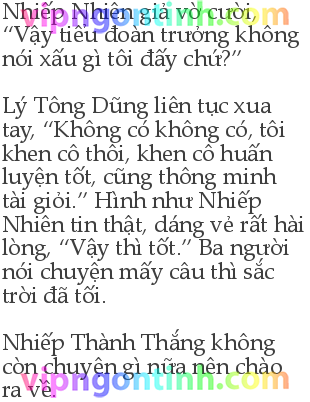 Nhiếp Nhiên giả vờ cười,
“Vậy tiểu đoàn trưởng không
nói xấu gì tôi đấy chứ?”
Lý Tông Dũng liên tục xua
tay, “Không có không có, tôi
khen cô thôi, khen cô huấn
luyện tốt, cũng thông minh
tài giỏi.” Hình như Nhiếp
Nhiên tin thật, dáng vẻ rất hài
lòng, “Vậy thì tốt.” Ba người
nói chuyện mấy câu thì sắc
trời đã tối.
Nhiếp Thành Thắng không
còn chuyện gì nữa nên chào
ra về.
vipngontinh.com
vipngontinh.com